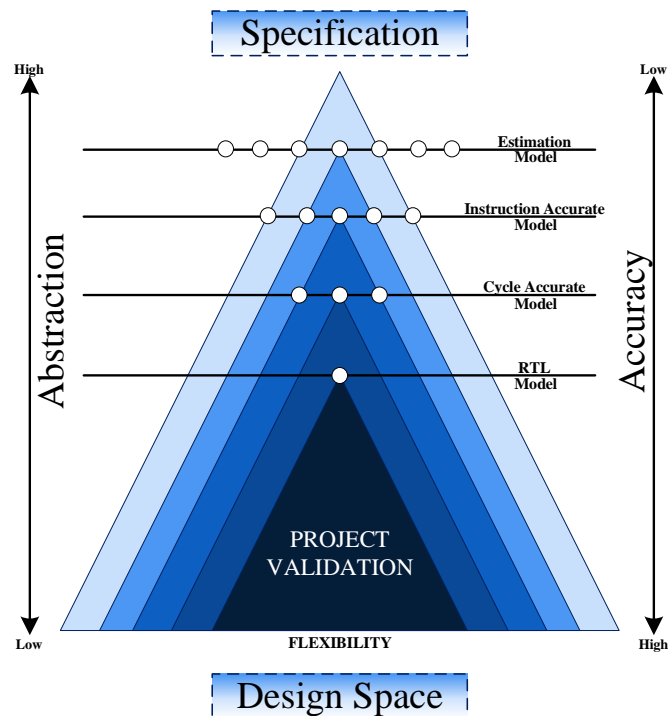 Specification
High
Low
Estimation
Model
Instruction Accurate
Model
Cycle Accurate
Model
Abstraction
Accuracy
RTL
Model
PROJECT
VALIDATION
Low
FLEXIBILITY
High
Design Space